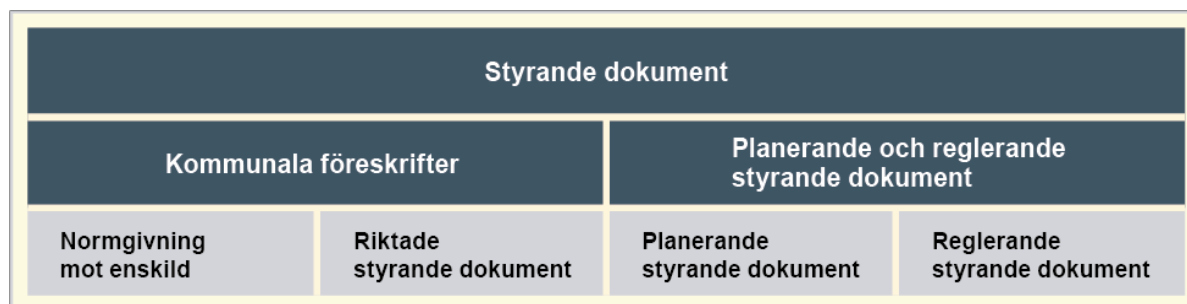 Styrande dokument
Kommunala föreskrifter
Planerande och reglerande
styrande dokument
Normgivning
mot enskild
Riktade
styrande dokument
Planerande
styrande dokument
Reglerande
styrande dokument